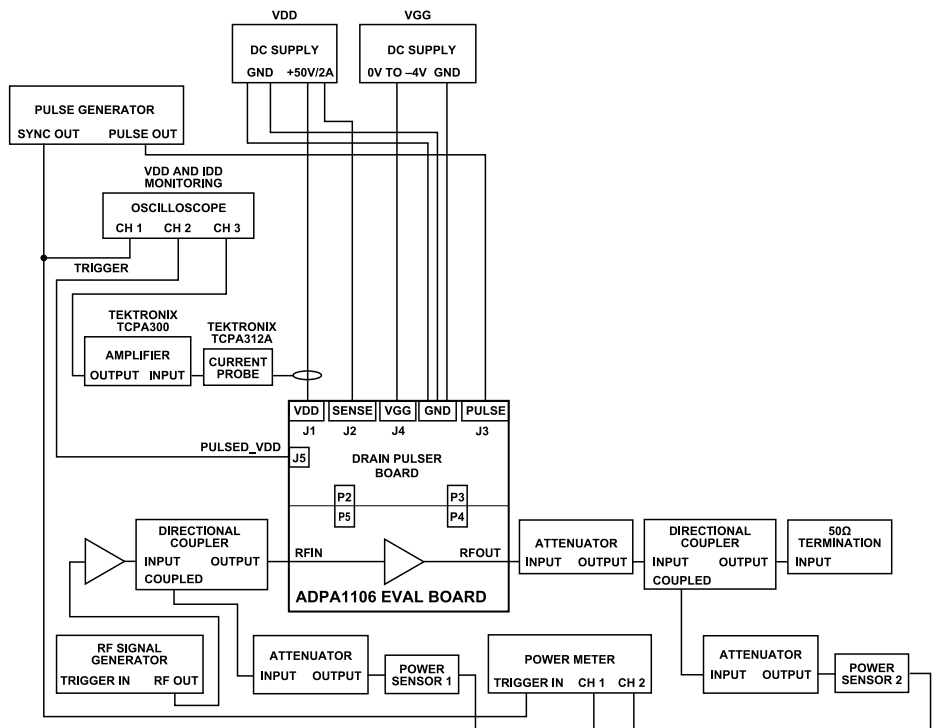 VDD
VGG
DC SUPPLY
GND +50V/2A
DC SUPPLY
0V TO –4V GND
PULSE GENERATOR
SYNC OUT PULSE OUT
VDD AND IDD
MONITORING
OSCILLOSCOPE
CH 1 CH 2 CH 3
TRIGGER
TEKTRONIX
TCPA300
AMPLIFIER
OUTPUT INPUT
TEKTRONIX
TCPA312A
CURRENT
PROBE
VDD SENSE VGG GND PULSE
J1 J2 J4 J3
PULSED_VDD
J5
DRAIN PULSER
BOARD
P2 P3
P5 P4
DIRECTIONAL
COUPLER
INPUT OUTPUT
COUPLED
RFIN RFOUT
ADPA1106 EVAL BOARD
ATTENUATOR
INPUT OUTPUT
DIRECTIONAL
COUPLER
INPUT OUTPUT
COUPLED
50Ω
TERMINATION
INPUT
RF SIGNAL
GENERATOR
TRIGGER IN RF OUT
ATTENUATOR
INPUT OUTPUT
POWER
SENSOR 1
POWER METER
TRIGGER IN CH 1 CH 2
ATTENUATOR
INPUT OUTPUT
POWER
SENSOR 2